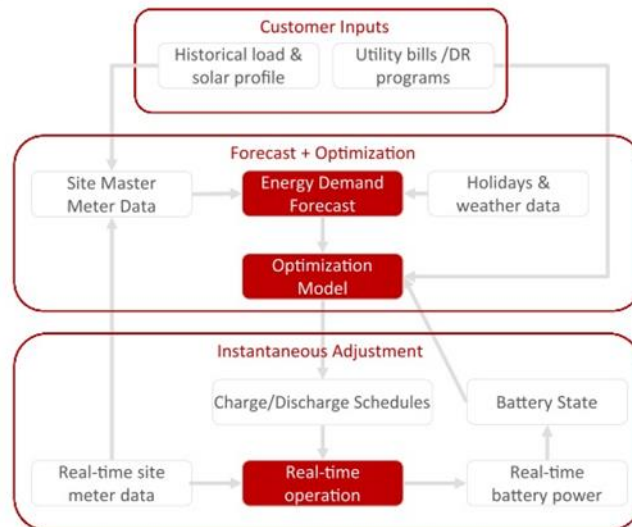 Customer Inputs
Historical load &
solar profile
Utility bills /DR
programs
Forecast + Optimization
Site Master
Meter Data
Energy Demand
Forecast
Holidays &
weather data
Optimization
Model
Instantaneous Adjustment
Charge/Discharge Schedules
Battery State
Real-time site
meter data
Real-time
operation
Real-time
battery power